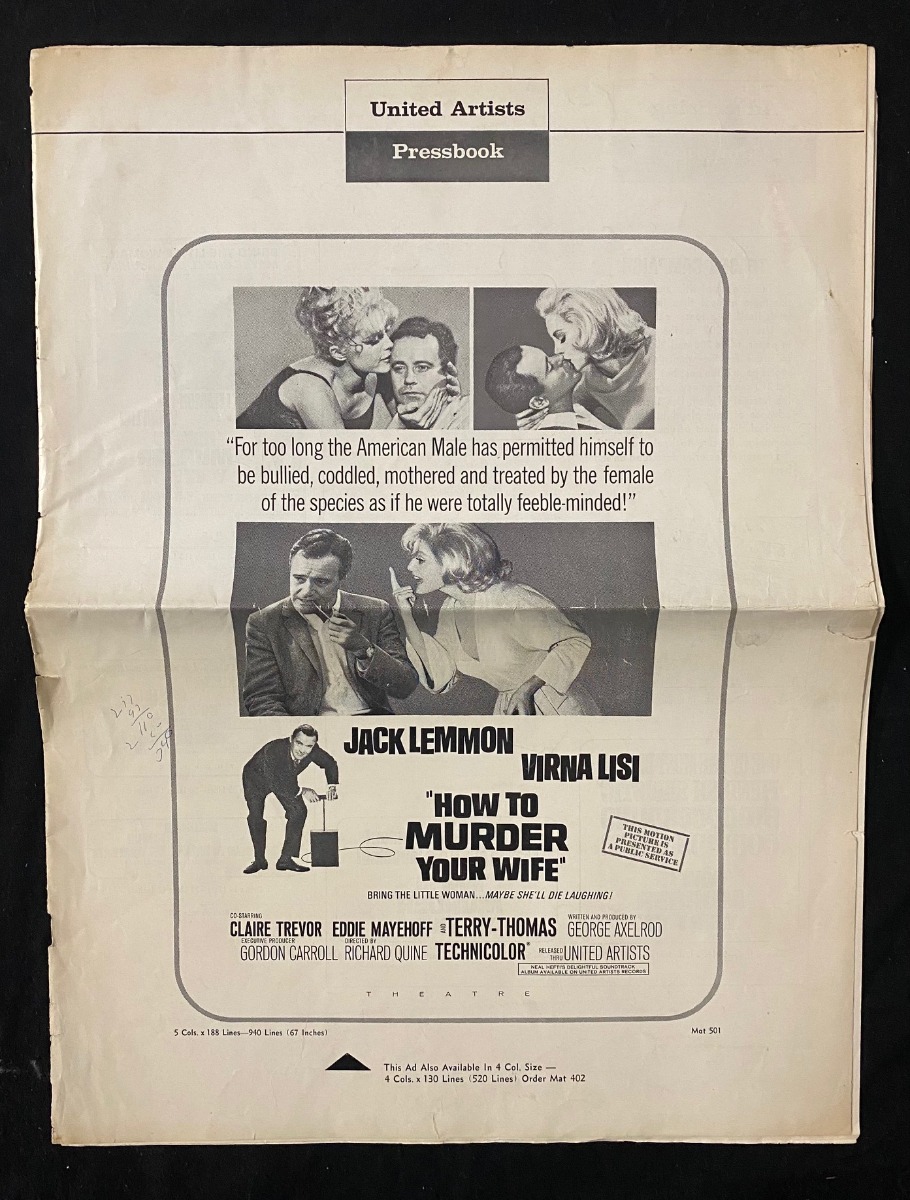 United Artists
Pressbook
“For too long the American Male has permitted himself to
be bullied, coddled, mothered and treated by the female
of the species as if he were totally feeble-minded!”
JACK LEMMON
VIRNA LISI
"HOW TO
MURDER
YOUR WIFE"
THIS MOTION
PICTURE IS
PRESENTED AS
A PUBLIC SERVICE
BRING THE LITTLE WOMAN...MAYBE SHE'LL DIE LAUGHING!
CO-STARRING
CLAIRE TREVOR EDDIE MAYEHOFF AND TERRY-THOMAS
WRITTEN AND PRODUCED BY
GEORGE AXELROD
EXECUTIVE PRODUCER
GORDON CARROLL
DIRECTED BY
RICHARD QUINE
TECHNICOLOR®
RELEASED
THRU
UNITED ARTISTS
NEAL HEFTI'S DELIGHTFUL SOUNDTRACK
ALBUM AVAILABLE ON UNITED ARTISTS RECORDS
THEATRE
5 Cols. x 188 Lines—940 Lines (67 Inches)
Mat 501
This Ad Also Available In 4 Col. Size —
4 Cols. x 130 Lines (520 Lines) Order Mat 402